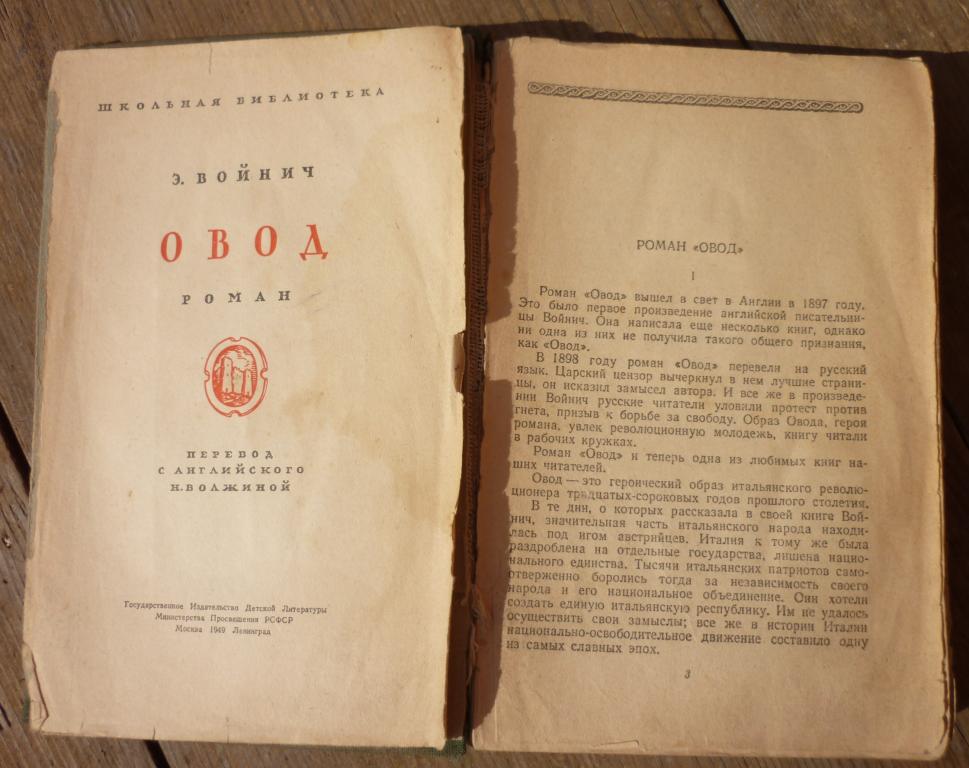 ШКОЛЬНАЯ БИБЛИОТЕКА
Э. ВОЙНИЧ
ОВОД
РОМАН
ПЕРЕВОД
С АНГЛИЙСКОГО
Н. ВОЛЖИНОЙ
Государственное Издательство Детской Литературы
Министерства Просвещения РСФСР
Москва 1949 Ленинград
РОМАН «ОВОД»
I
Роман «Овод» вышел в свет в Англии в 1897 году.
Это было первое произведение английской писательни-
цы Войнич. Она написала еще несколько книг, однако
ни одна из них не получила такого общего признания,
как «Овод».
В 1898 году роман «Овод» перевели на русский
язык. Царский цензор вычеркнул в нем лучшие страни-
цы, он исказил замысел автора. И все же в произведе-
нии Войнич русские читатели уловили протест против
гнета, призыв к борьбе за свободу. Образ Овода, героя
романа, увлек революционную молодежь, книгу читали
в рабочих кружках.
Роман «Овод» и теперь одна из любимых книг на-
ших читателей.
Овод — это героический образ итальянского револю-
ционера тридцатых-сороковых годов прошлого столетия.
В те дни, о которых рассказала в своей книге Вой-
нич, значительная часть итальянского народа находи-
лась под игом австрийцев. Италия к тому же была
раздроблена на отдельные государства, лишена нацио-
нального единства. Тысячи итальянских патриотов само-
отверженно боролись тогда за независимость своего
народа и его национальное объединение. Они хотели
создать единую итальянскую республику. Им не удалось
осуществить свои замыслы; все же в истории Италии
национально-освободительное движение составило одну
из самых славных эпох.
3